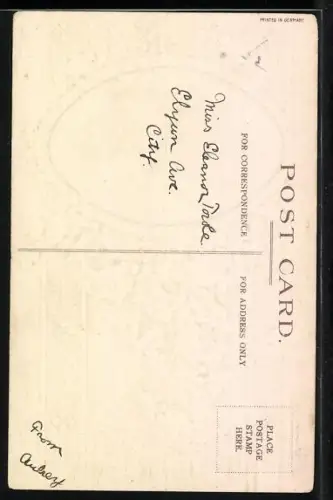 POST CARD.
FOR CORRESPONDENCE
FOR ADDRESS ONLY
PLACE
POSTAGE
STAMP
HERE.
Miss Eleanor
Ave.
City.
From
Aubrey
PRINTED IN GERMANY